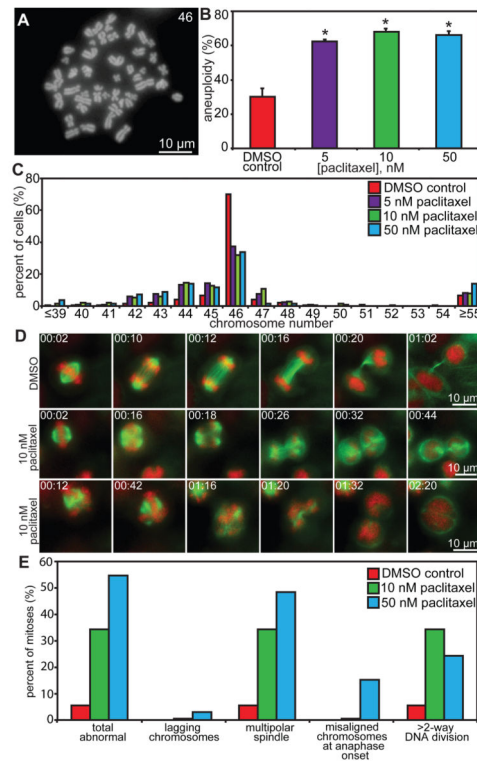 A
46
10 µm
B
aneuploidy (%)
80
60
40
20
0
*
*
*
DMSO control
5
10
50
[paclitaxel], nM
C
percent of cells (%)
80
40
20
0
DMSO control
5 nM paclitaxel
10 nM paclitaxel
50 nM paclitaxel
≤39 40 41 42 43 44 45 46 47 48 49 50 51 52 53 54 ≥55
chromosome number
D
DMSO
00:02 00:10 00:12 00:16 00:20 01:02
10 µm
10 nM paclitaxel
00:02 00:16 00:18 00:26 00:32 00:44
10 µm
10 nM paclitaxel
00:12 00:42 01:16 01:20 01:32 02:20
10 µm
E
percent of mitoses (%)
60
50
40
30
20
10
0
DMSO control
10 nM paclitaxel
50 nM paclitaxel
total abnormal
lagging chromosomes
multipolar spindle
misaligned chromosomes at anaphase onset
>2-way DNA division